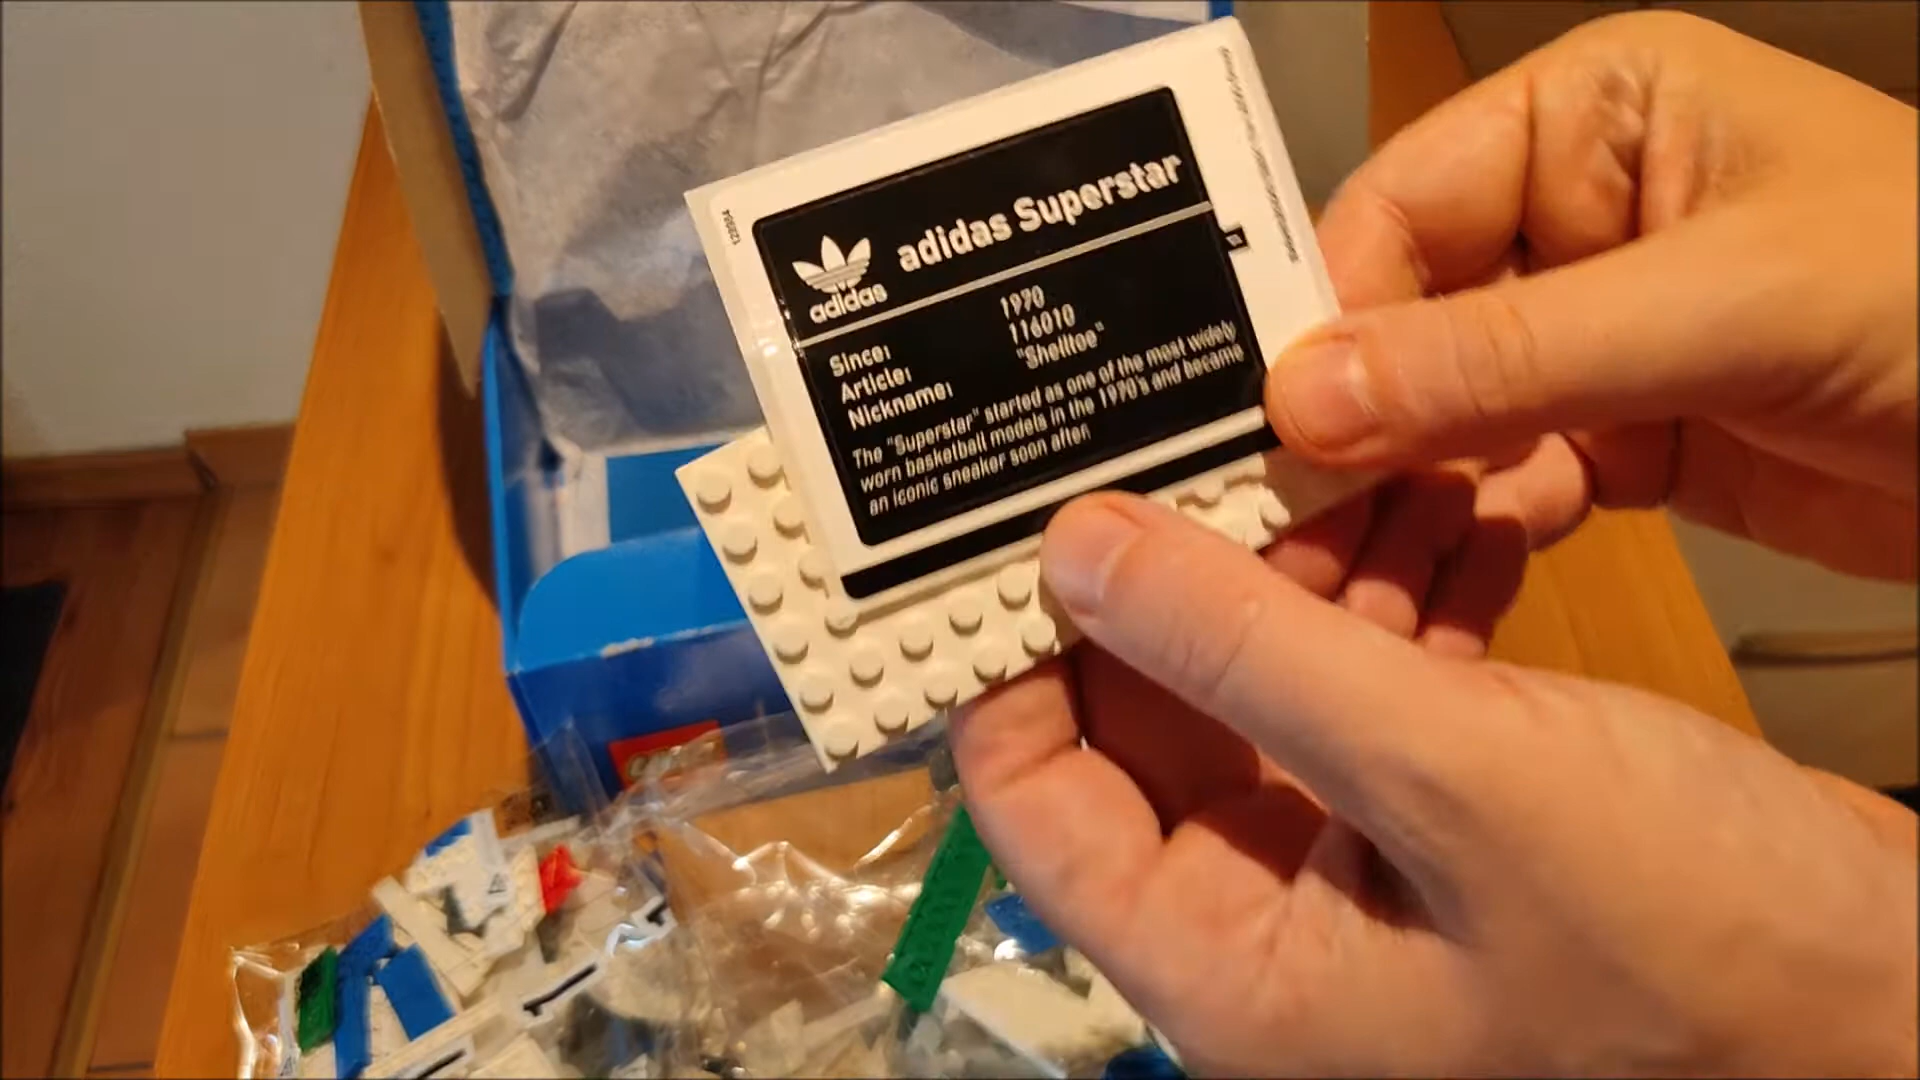 adidas Superstar
adidas
Since: 1970
Article: 116010
Nickname: "Shelltoe"
The "Superstar" started as one of the most widely
worn basketball models in the 1970's and became
an iconic sneaker soon after.